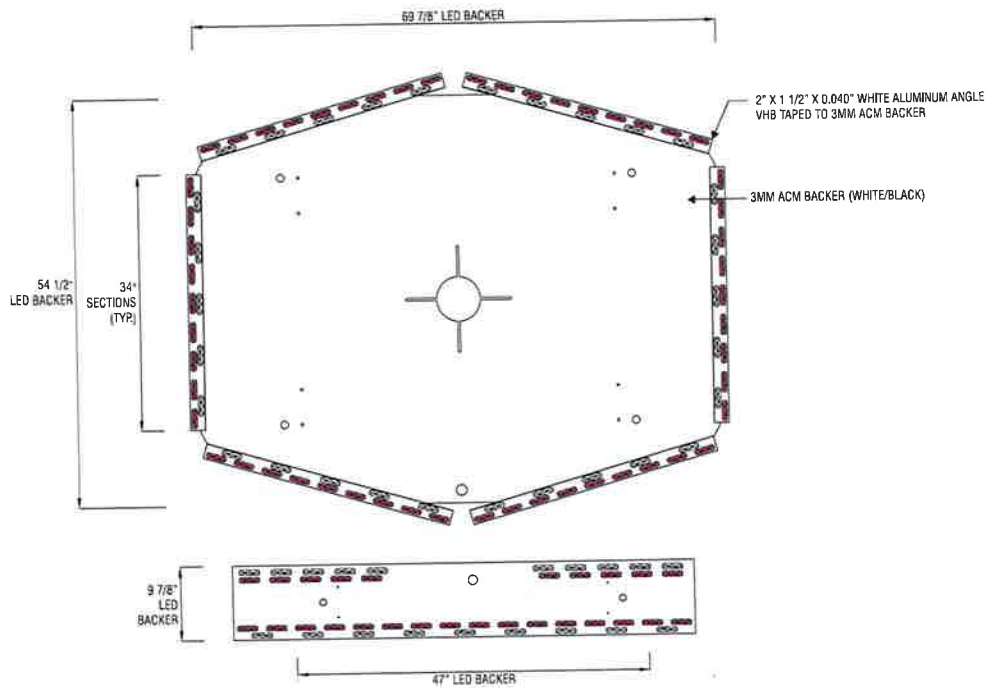 69 7/8" LED BACKER
2" X 1 1/2" X 0.040" WHITE ALUMINUM ANGLE
VHB TAPED TO 3MM ACM BACKER
3MM ACM BACKER (WHITE/BLACK)
54 1/2"
LED BACKER
34"
SECTIONS
(TYP.)
9 7/8"
LED
BACKER
47" LED BACKER